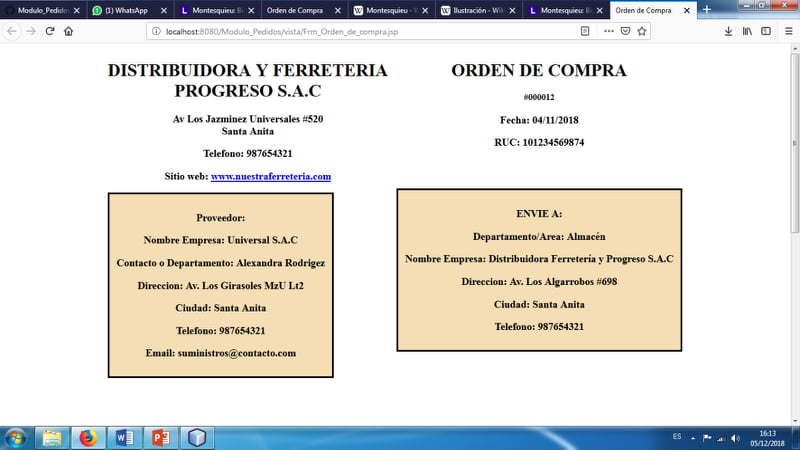 Modulo_Pedidos
(1) WhatsApp
Montesquieu: Bi
Orden de Compra
Montesquieu - W
Ilustración - Wiki
Montesquieu: Bi
Orden de Compra
localhost:8080/Modulo_Pedidos/vista/Frm_Orden_de_compra.jsp
DISTRIBUIDORA Y FERRETERIA
PROGRESO S.A.C
Av Los Jazminez Universales #520
Santa Anita
Telefono: 987654321
Sitio web: www.nuestraferreteria.com
ORDEN DE COMPRA
#000012
Fecha: 04/11/2018
RUC: 101234569874
Proveedor:
Nombre Empresa: Universal S.A.C
Contacto o Departamento: Alexandra Rodrigez
Direccion: Av. Los Girasoles MzU Lt2
Ciudad: Santa Anita
Telefono: 987654321
Email: suministros@contacto.com
ENVIE A:
Departamento/Area: Almacén
Nombre Empresa: Distribuidora Ferretería y Progreso S.A.C
Direccion: Av. Los Algarrobos #698
Ciudad: Santa Anita
Telefono: 987654321
ES
16:13
05/12/2018